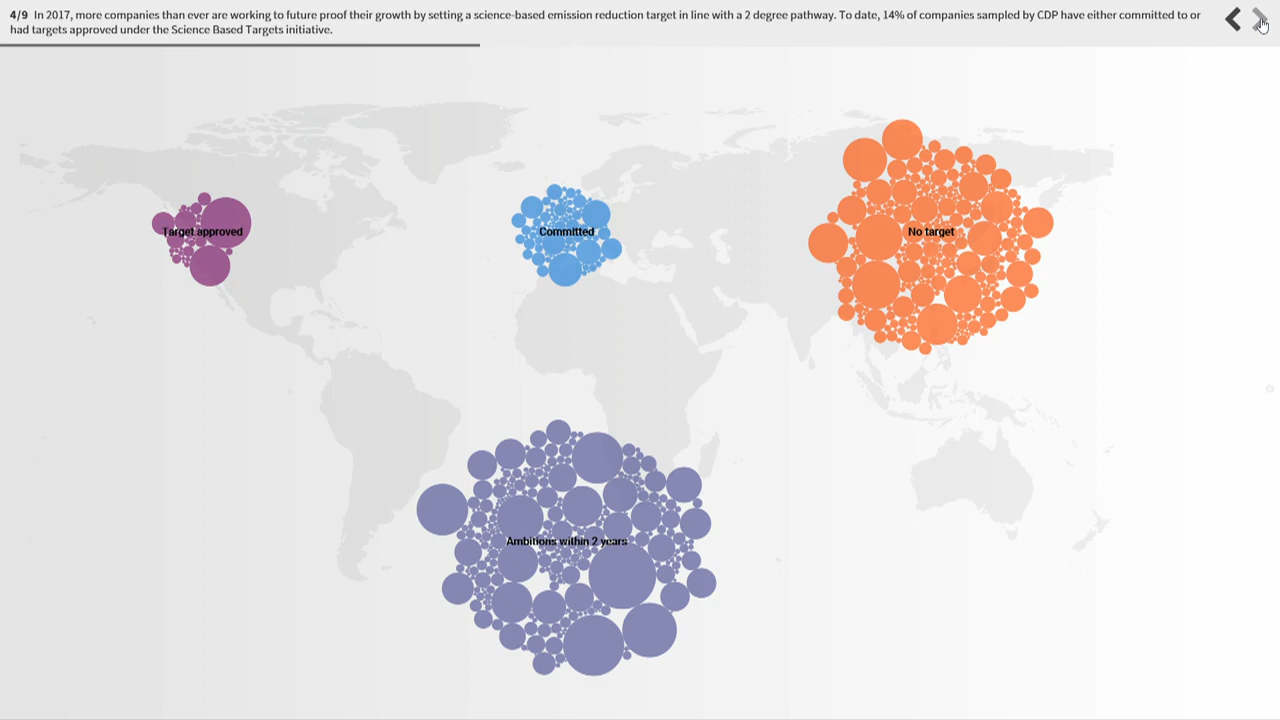 4/9 In 2017, more companies than ever are working to future proof their growth by setting a science-based emission reduction target in line with a 2 degree pathway. To date, 14% of companies sampled by CDP have either committed to or
had targets approved under the Science Based Targets initiative.
Target approved
Committed
No target
Ambitions within 2 years